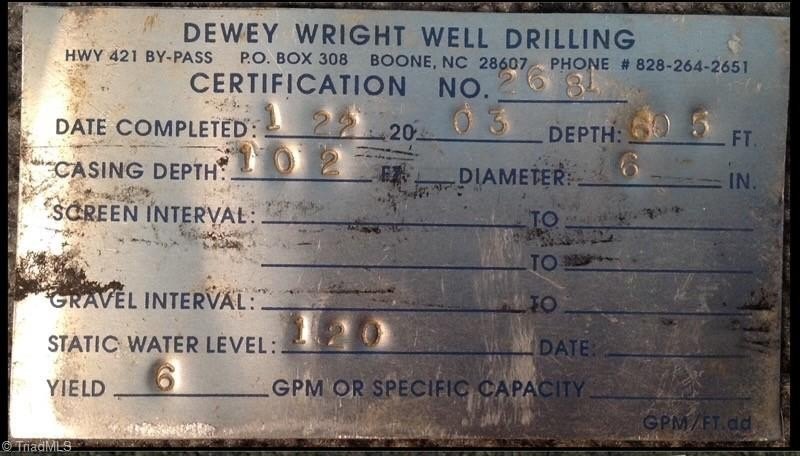 DEWEY WRIGHT WELL DRILLING
HWY 421 BY-PASS P.O. BOX 308 BOONE, NC 28607 PHONE # 828-264-2651
CERTIFICATION NO. 2681
DATE COMPLETED: 1 22 20 03 DEPTH: 605 FT.
CASING DEPTH: 102 FT. DIAMETER: 6 IN.
SCREEN INTERVAL: TO
TO
GRAVEL INTERVAL: TO
STATIC WATER LEVEL: 120 DATE:
YIELD 6 GPM OR SPECIFIC CAPACITY
GPM/FT.dd
© TriadMLS